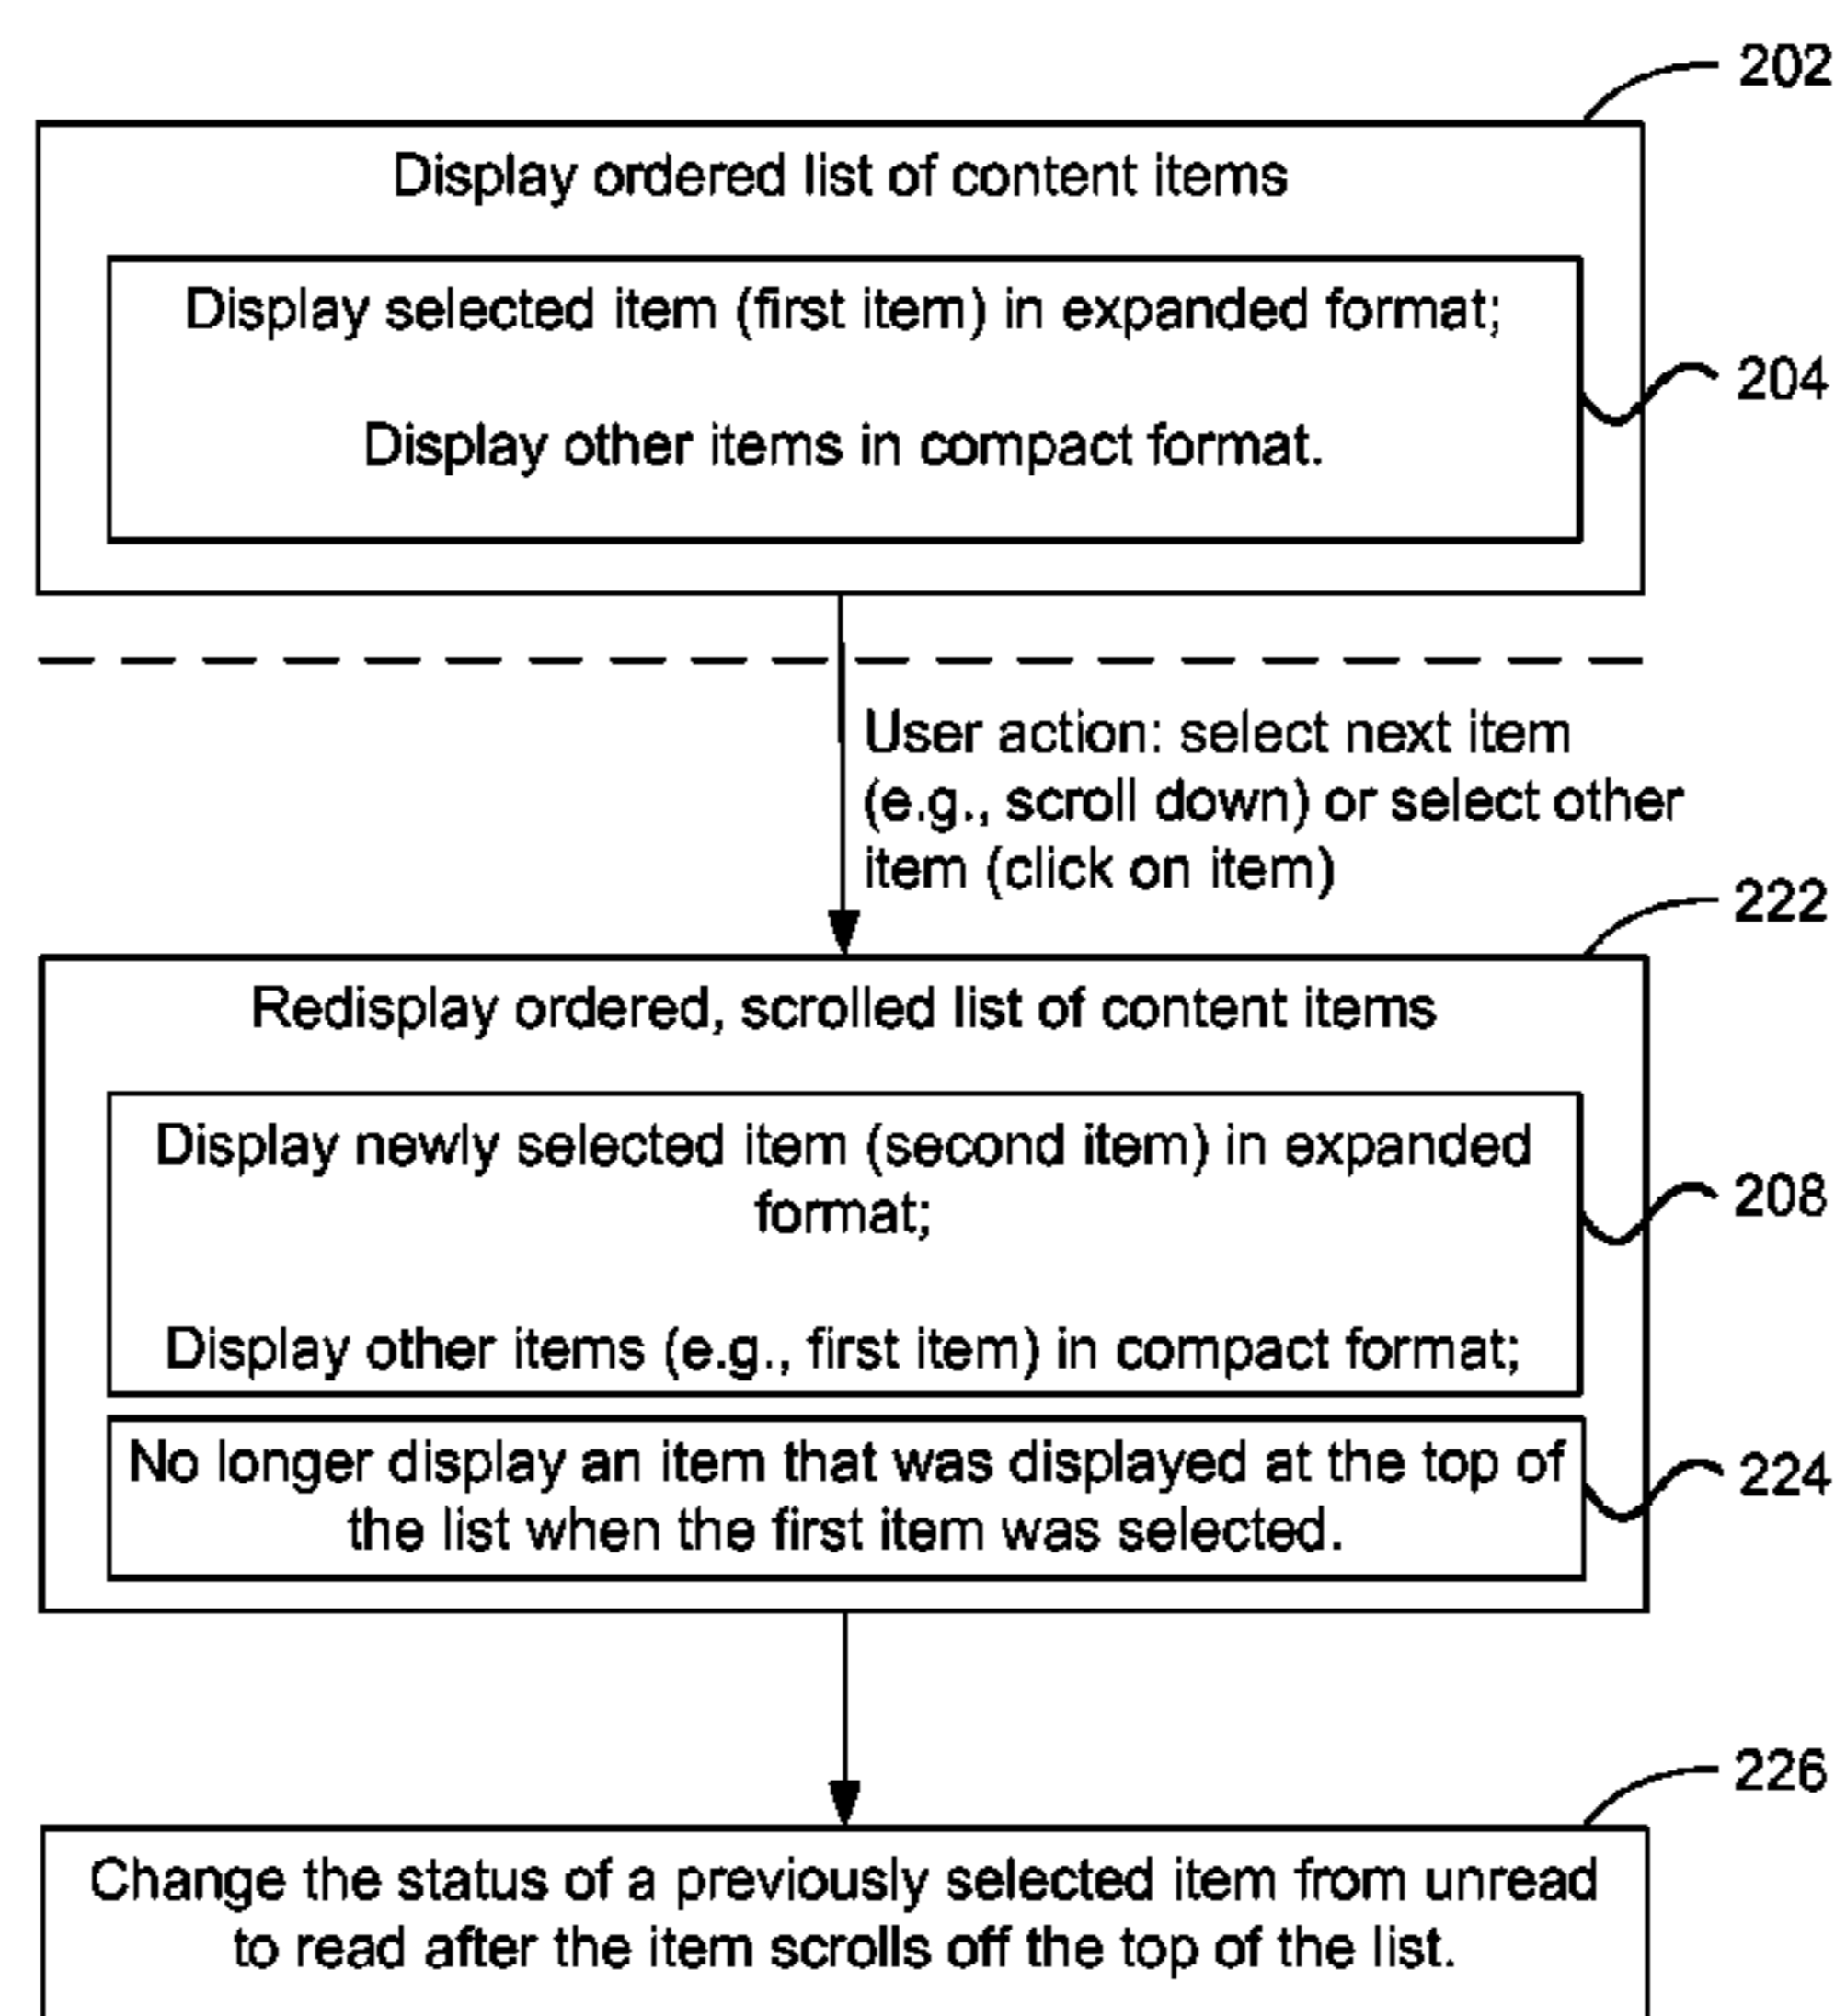 202
Display ordered list of content items
Display selected item (first item) in expanded format;
204
Display other items in compact format.
User action: select next item
(e.g., scroll down) or select other
item (click on item)
222
Redisplay ordered, scrolled list of content items
Display newly selected item (second item) in expanded
format;
208
Display other items (e.g., first item) in compact format;
No longer display an item that was displayed at the top of
the list when the first item was selected.
224
226
Change the status of a previously selected item from unread
to read after the item scrolls off the top of the list.